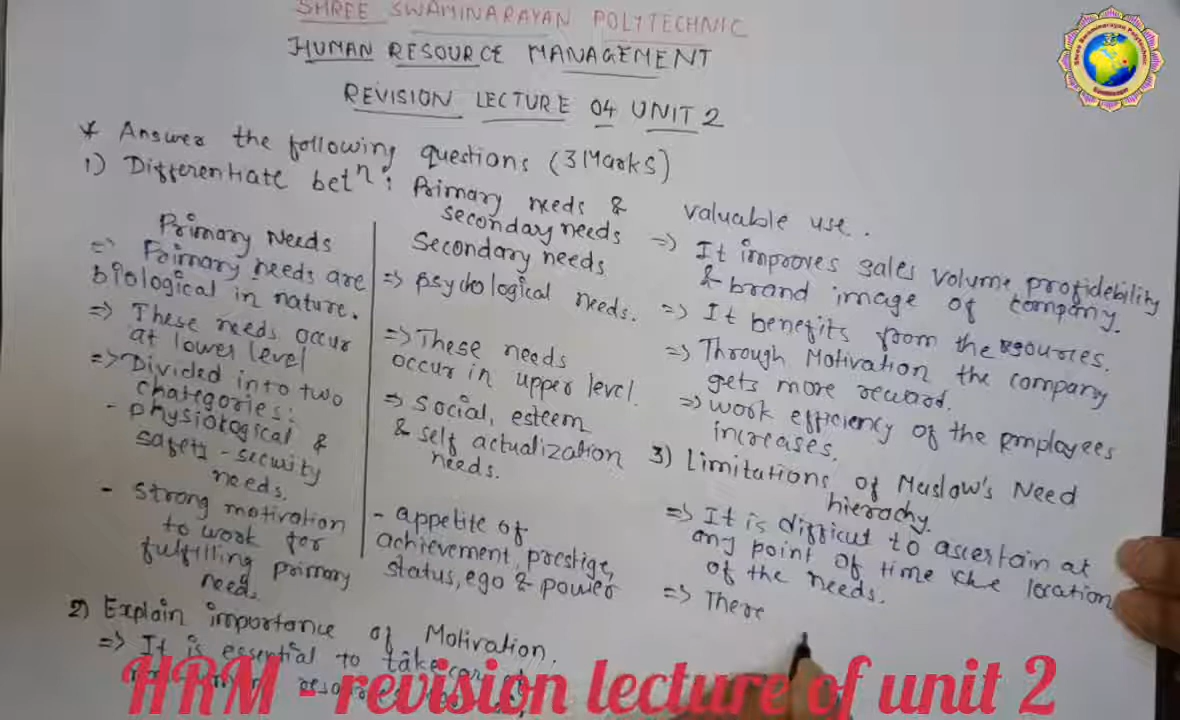 SHREE SWAMINARAYAN POLYTECHNIC
HUMAN RESOURCE MANAGEMENT
REVISION LECTURE 04 UNIT 2
* Answer the following questions (3 Marks)
1) Differentiate betn : Primary needs &
seconday needs
Primary Needs
=> Primary needs are
biological in nature.
=> These needs occur
at lower level
=> Divided into two
chategories:
- physiological &
safety - security
needs.
- Strong motivation
to work for
fulfilling primary
need.
Secondary needs
=> psychological needs.
=> These needs
occur in upper level.
=> Social, esteem
& self actualization
needs.
- appetite of
achievement, prestige,
status, ego & power
2) Explain importance of Motivation.
=> It is essential to take care of
valuable use.
=> It improves sales volume profidebility
& brand image of company.
=> It benefits from the resources.
=> Through Motivation the company
gets more reward.
=> work efficiency of the employees
increases.
3) Limitations of Muslow's Need
hierachy.
=> It is difficut to ascertain at
any point of time the location
of the needs.
=> There
HRM - revision lecture of unit 2